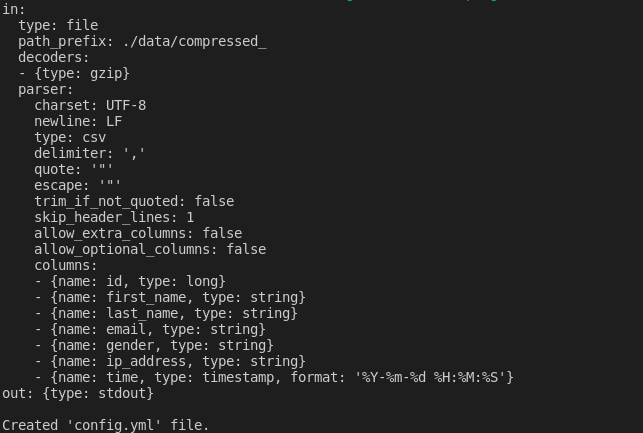 in:
  type: file
  path_prefix: ./data/compressed_
  decoders:
  - {type: gzip}
  parser:
    charset: UTF-8
    newline: LF
    type: csv
    delimiter: ','
    quote: '"'
    escape: '"'
    trim_if_not_quoted: false
    skip_header_lines: 1
    allow_extra_columns: false
    allow_optional_columns: false
    columns:
    - {name: id, type: long}
    - {name: first_name, type: string}
    - {name: last_name, type: string}
    - {name: email, type: string}
    - {name: gender, type: string}
    - {name: ip_address, type: string}
    - {name: time, type: timestamp, format: '%Y-%m-%d %H:%M:%S'}
out: {type: stdout}

Created 'config.yml' file.